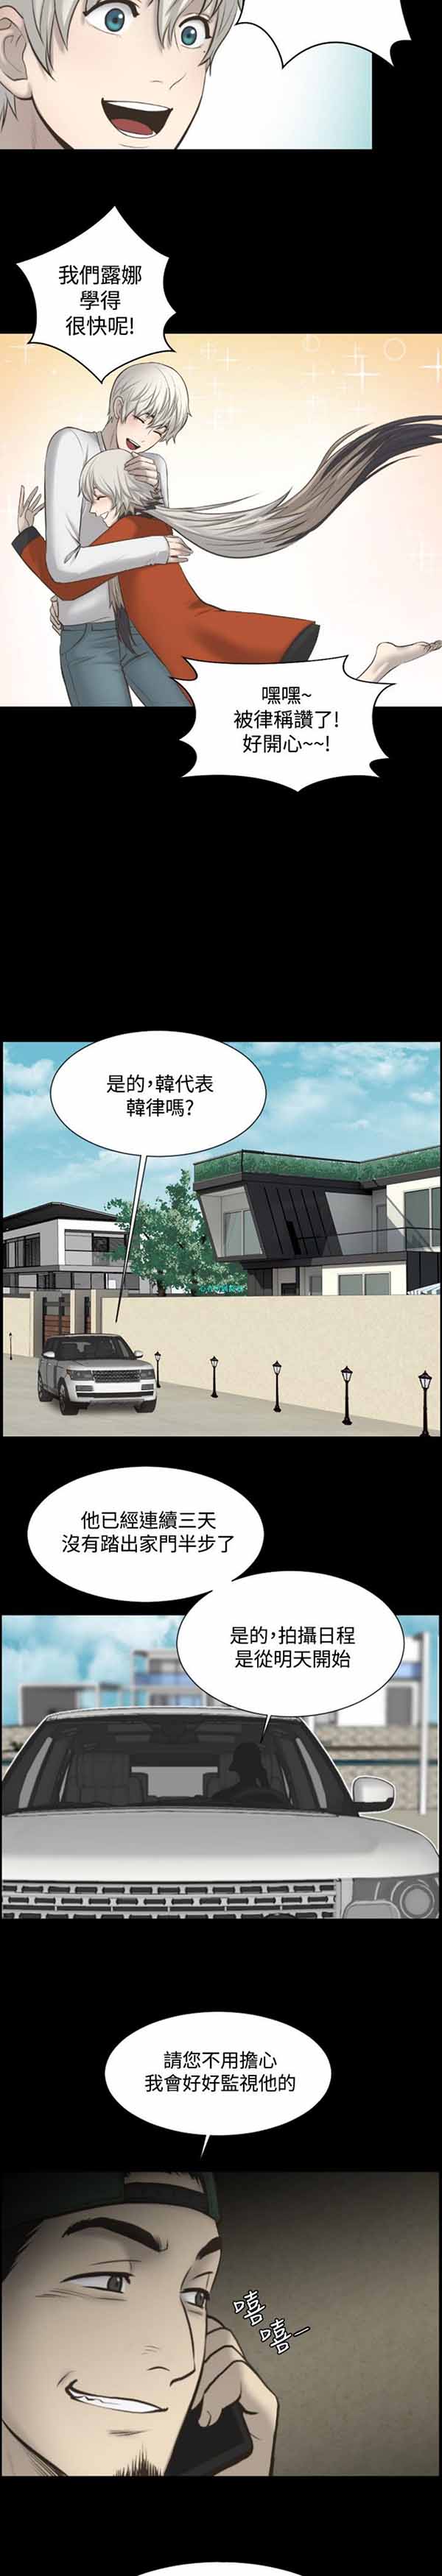 我們露娜
學得
很快呢!
嘿嘿~
被律稱讚了!
好開心~~!
是的,韓代表
韓律嗎?
他已經連續三天
沒有踏出家門半步了
是的,拍攝日程
是從明天開始
請您不用擔心
我會好好監視他的
嘻
嘻—